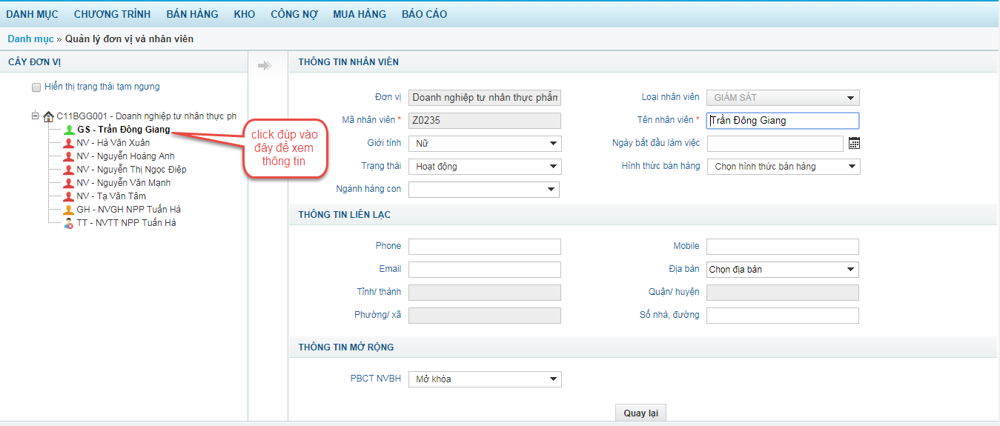 DANH MỤC CHƯƠNG TRÌNH BÁN HÀNG KHO CÔNG NỢ MUA HÀNG BÁO CÁO
Danh mục » Quản lý đơn vị và nhân viên
CÂY ĐƠN VỊ
Hiển thị trạng thái tạm ngưng
C11BGG001 - Doanh nghiệp tư nhân thực ph
GS - Trần Đông Giang
NV - Hà Văn Xuân
NV - Nguyễn Hoàng Anh
NV - Nguyễn Thị Ngọc Điệp
NV - Nguyễn Văn Mạnh
NV - Tạ Văn Tâm
GH - NVGH NPP Tuấn Hà
TT - NVTT NPP Tuấn Hà
click đúp vào
đây để xem
thông tin
THÔNG TIN NHÂN VIÊN
Đơn vị Doanh nghiệp tư nhân thực phẩm Loại nhân viên GIÁM SÁT
Mã nhân viên * Z0235 Tên nhân viên * Trần Đông Giang
Giới tính Nữ Ngày bắt đầu làm việc
Trạng thái Hoạt động Hình thức bán hàng Chọn hình thức bán hàng
Ngành hàng con
THÔNG TIN LIÊN LẠC
Phone Mobile
Email Địa bàn Chọn địa bàn
Tỉnh/ thành Quận/ huyện
Phường/ xã Số nhà, đường
THÔNG TIN MỞ RỘNG
PBCT NVBH Mở khóa
Quay lại